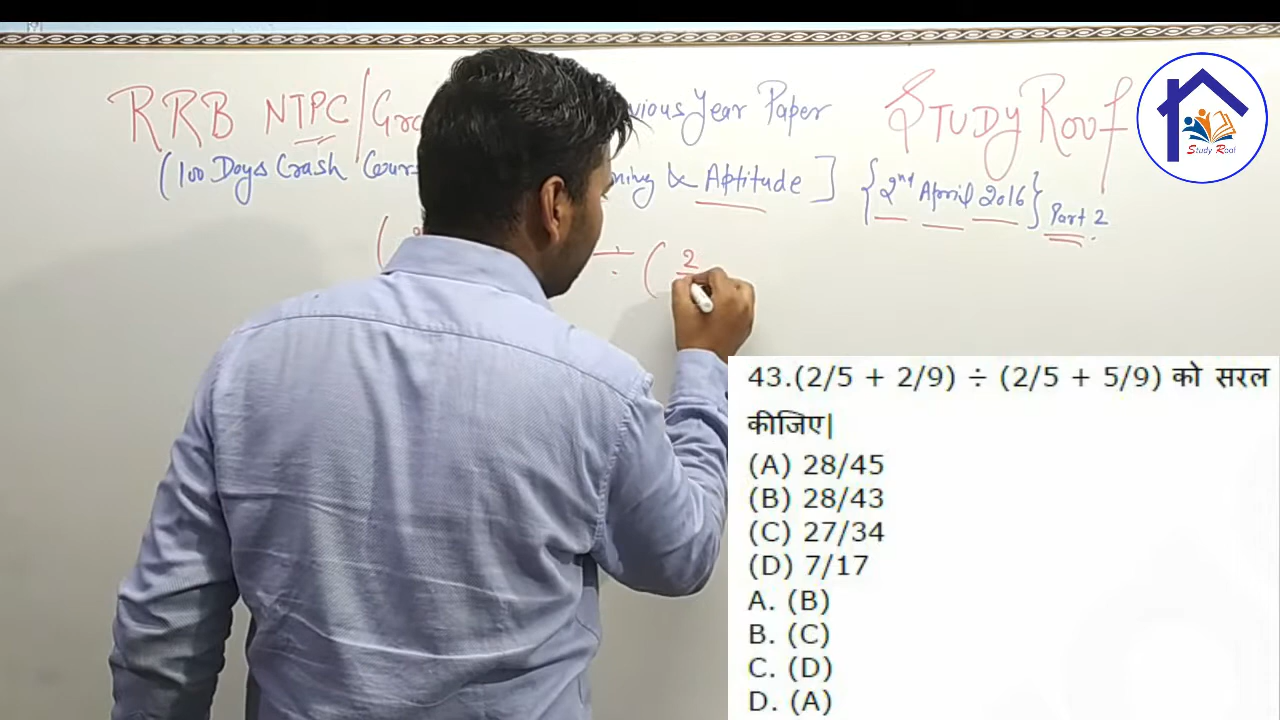 RRB NTPC/ Year Paper STUDY ROOF
(100 Days Crash & Aptitude ] {2nd April 2016} Part 2
Study Roof
÷ ( 2
43.(2/5 + 2/9) ÷ (2/5 + 5/9) को सरल
कीजिए|
(A) 28/45
(B) 28/43
(C) 27/34
(D) 7/17
A. (B)
B. (C)
C. (D)
D. (A)